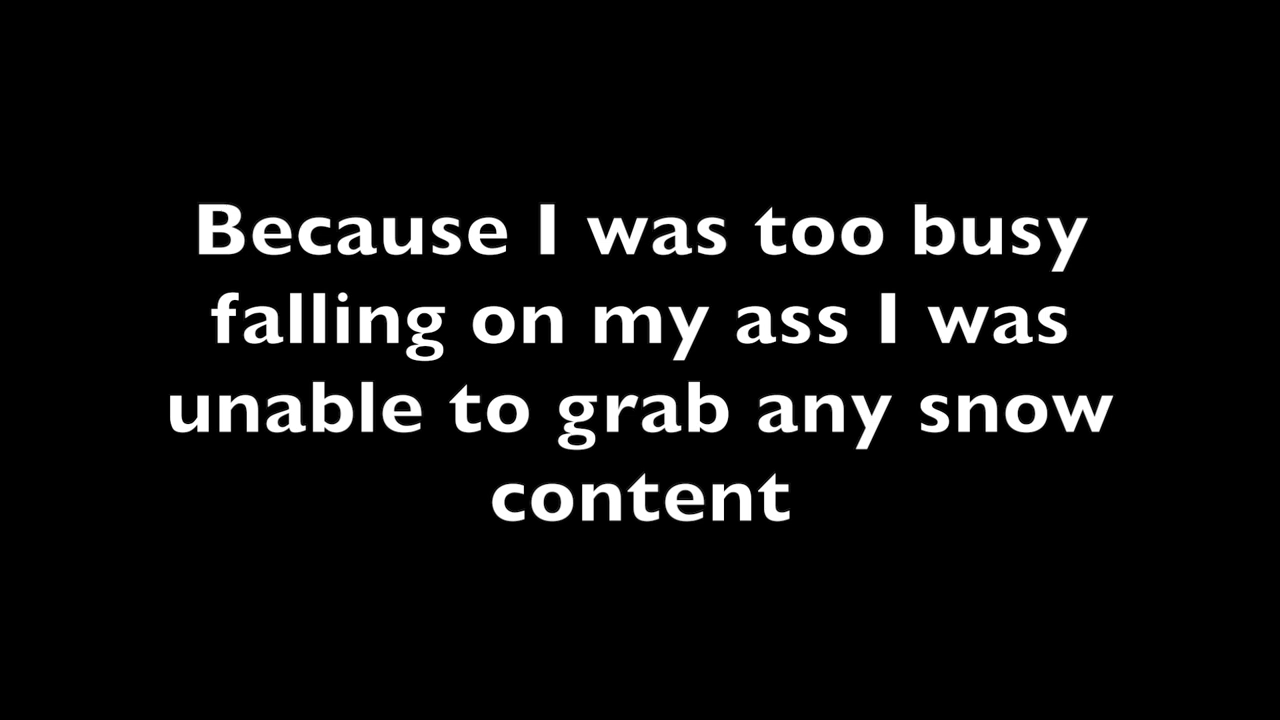 Because I was too busy
falling on my ass I was
unable to grab any snow
content